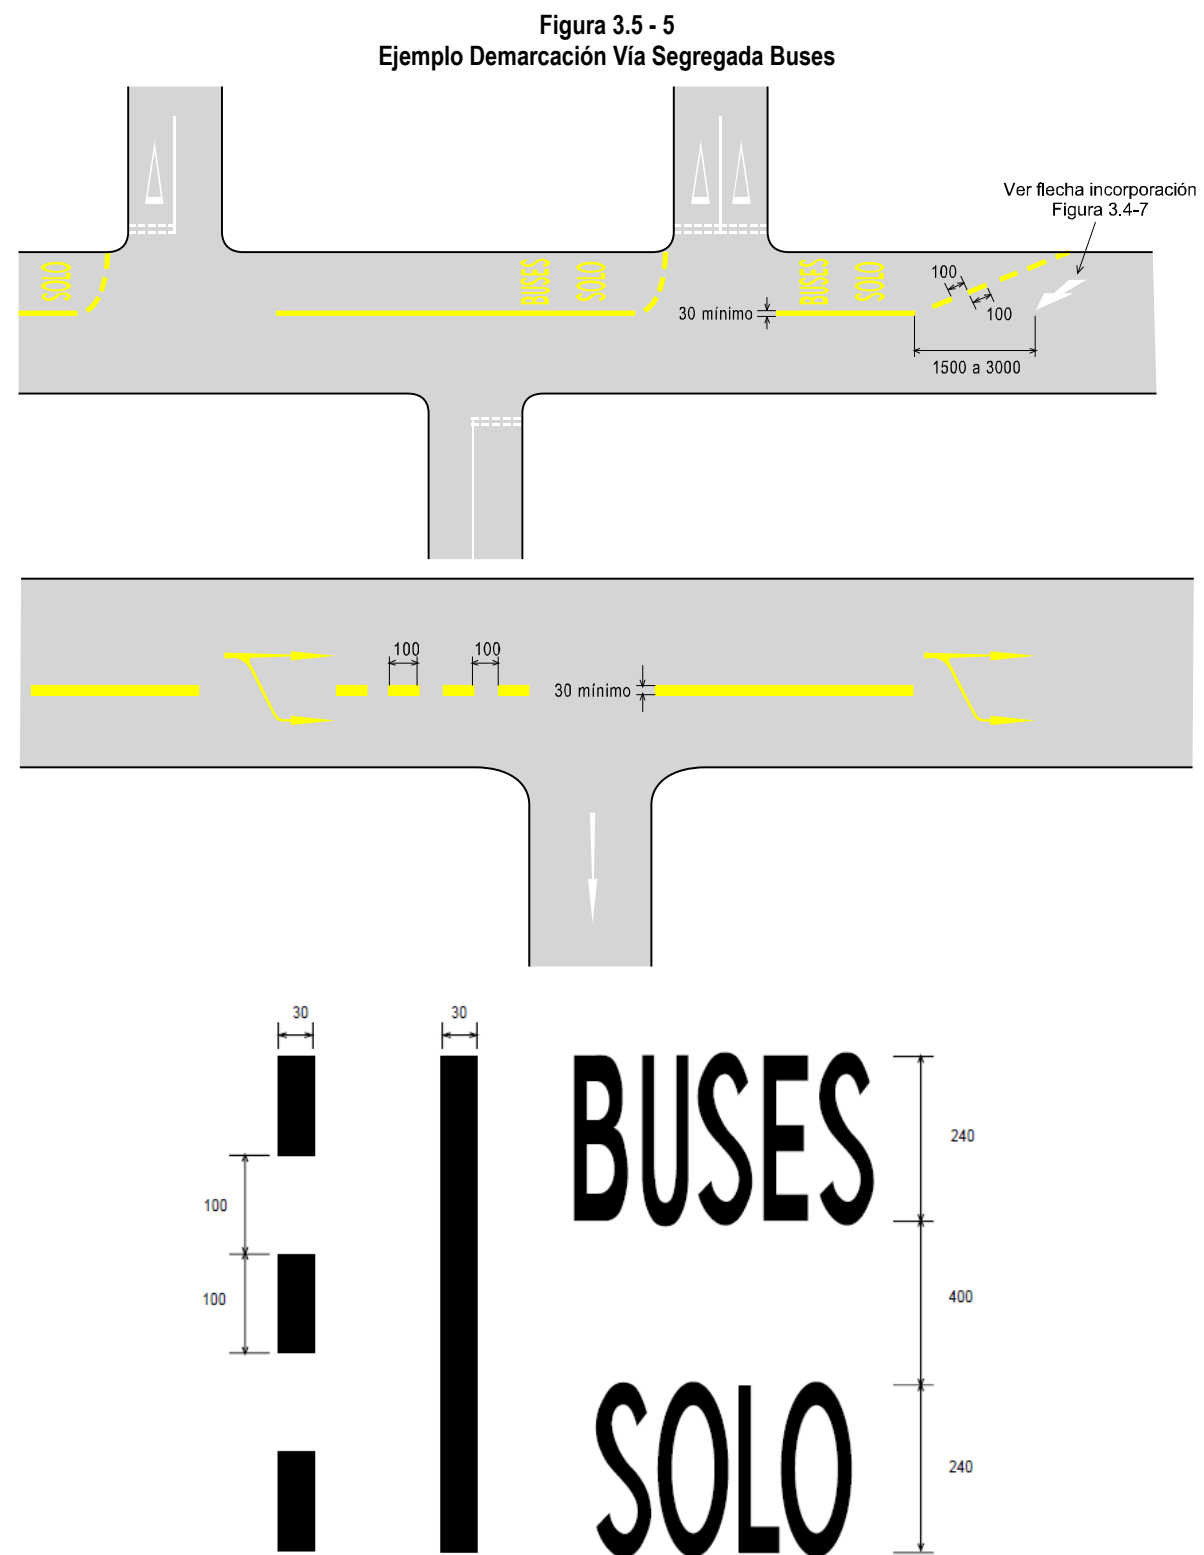 Figura 3.5 - 5
Ejemplo Demarcación Vía Segregada Buses
Ver flecha incorporación
Figura 3.4-7
SOLO
BUSES
SOLO
BUSES
SOLO
100
100
30 mínimo
1500 a 3000
100
100
30 mínimo
30
30
BUSES
240
100
100
400
SOLO
240